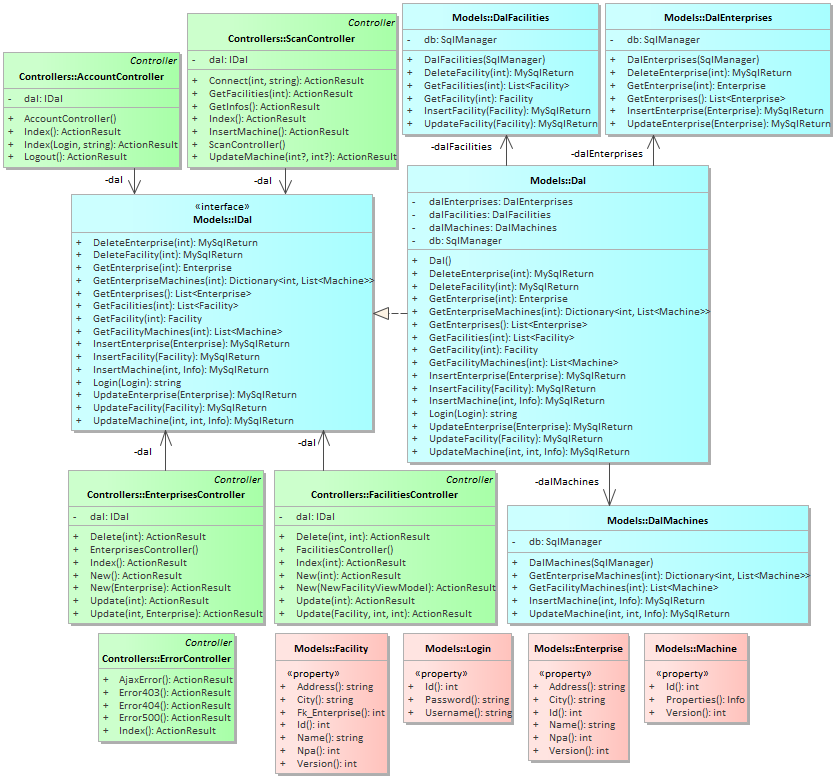 Controller
Controllers::AccountController
- dal: IDal
+ AccountController()
+ Index(): ActionResult
+ Index(Login, string): ActionResult
+ Logout(): ActionResult
-dal
Controller
Controllers::ScanController
- dal: IDal
+ Connect(int, string): ActionResult
+ GetFacilities(int): ActionResult
+ GetInfos(): ActionResult
+ Index(): ActionResult
+ InsertMachine(): ActionResult
+ ScanController()
+ UpdateMachine(int?, int?): ActionResult
-dal
Models::DalFacilities
- db: SqlManager
+ DalFacilities(SqlManager)
+ DeleteFacility(int): MySqlReturn
+ GetFacilities(int): List<Facility>
+ GetFacility(int): Facility
+ InsertFacility(Facility): MySqlReturn
+ UpdateFacility(Facility): MySqlReturn
-dalFacilities
Models::DalEnterprises
- db: SqlManager
+ DalEnterprises(SqlManager)
+ DeleteEnterprise(int): MySqlReturn
+ GetEnterprise(int): Enterprise
+ GetEnterprises(): List<Enterprise>
+ InsertEnterprise(Enterprise): MySqlReturn
+ UpdateEnterprise(Enterprise): MySqlReturn
-dalEnterprises
«interface»
Models::IDal
+ DeleteEnterprise(int): MySqlReturn
+ DeleteFacility(int): MySqlReturn
+ GetEnterprise(int): Enterprise
+ GetEnterpriseMachines(int): Dictionary<int, List<Machine>>
+ GetEnterprises(): List<Enterprise>
+ GetFacilities(int): List<Facility>
+ GetFacility(int): Facility
+ GetFacilityMachines(int): List<Machine>
+ InsertEnterprise(Enterprise): MySqlReturn
+ InsertFacility(Facility): MySqlReturn
+ InsertMachine(int, Info): MySqlReturn
+ Login(Login): string
+ UpdateEnterprise(Enterprise): MySqlReturn
+ UpdateFacility(Facility): MySqlReturn
+ UpdateMachine(int, int, Info): MySqlReturn
Models::Dal
- dalEnterprises: DalEnterprises
- dalFacilities: DalFacilities
- dalMachines: DalMachines
- db: SqlManager
+ Dal()
+ DeleteEnterprise(int): MySqlReturn
+ DeleteFacility(int): MySqlReturn
+ GetEnterprise(int): Enterprise
+ GetEnterpriseMachines(int): Dictionary<int, List<Machine>>
+ GetEnterprises(): List<Enterprise>
+ GetFacilities(int): List<Facility>
+ GetFacility(int): Facility
+ GetFacilityMachines(int): List<Machine>
+ InsertEnterprise(Enterprise): MySqlReturn
+ InsertFacility(Facility): MySqlReturn
+ InsertMachine(int, Info): MySqlReturn
+ Login(Login): string
+ UpdateEnterprise(Enterprise): MySqlReturn
+ UpdateFacility(Facility): MySqlReturn
+ UpdateMachine(int, int, Info): MySqlReturn
-dal
-dal
-dalMachines
Controller
Controllers::EnterprisesController
- dal: IDal
+ Delete(int): ActionResult
+ EnterprisesController()
+ Index(): ActionResult
+ New(): ActionResult
+ New(Enterprise): ActionResult
+ Update(int): ActionResult
+ Update(int, Enterprise): ActionResult
Controller
Controllers::FacilitiesController
- dal: IDal
+ Delete(int, int): ActionResult
+ FacilitiesController()
+ Index(int): ActionResult
+ New(int): ActionResult
+ New(NewFacilityViewModel): ActionResult
+ Update(int): ActionResult
+ Update(Facility, int, int): ActionResult
Models::DalMachines
- db: SqlManager
+ DalMachines(SqlManager)
+ GetEnterpriseMachines(int): Dictionary<int, List<Machine>>
+ GetFacilityMachines(int): List<Machine>
+ InsertMachine(int, Info): MySqlReturn
+ UpdateMachine(int, int, Info): MySqlReturn
Controller
Controllers::ErrorController
+ AjaxError(): ActionResult
+ Error403(): ActionResult
+ Error404(): ActionResult
+ Error500(): ActionResult
+ Index(): ActionResult
Models::Facility
«property»
+ Address(): string
+ City(): string
+ Fk_Enterprise(): int
+ Id(): int
+ Name(): string
+ Npa(): int
+ Version(): int
Models::Login
«property»
+ Id(): int
+ Password(): string
+ Username(): string
Models::Enterprise
«property»
+ Address(): string
+ City(): string
+ Id(): int
+ Name(): string
+ Npa(): int
+ Version(): int
Models::Machine
«property»
+ Id(): int
+ Properties(): Info
+ Version(): int